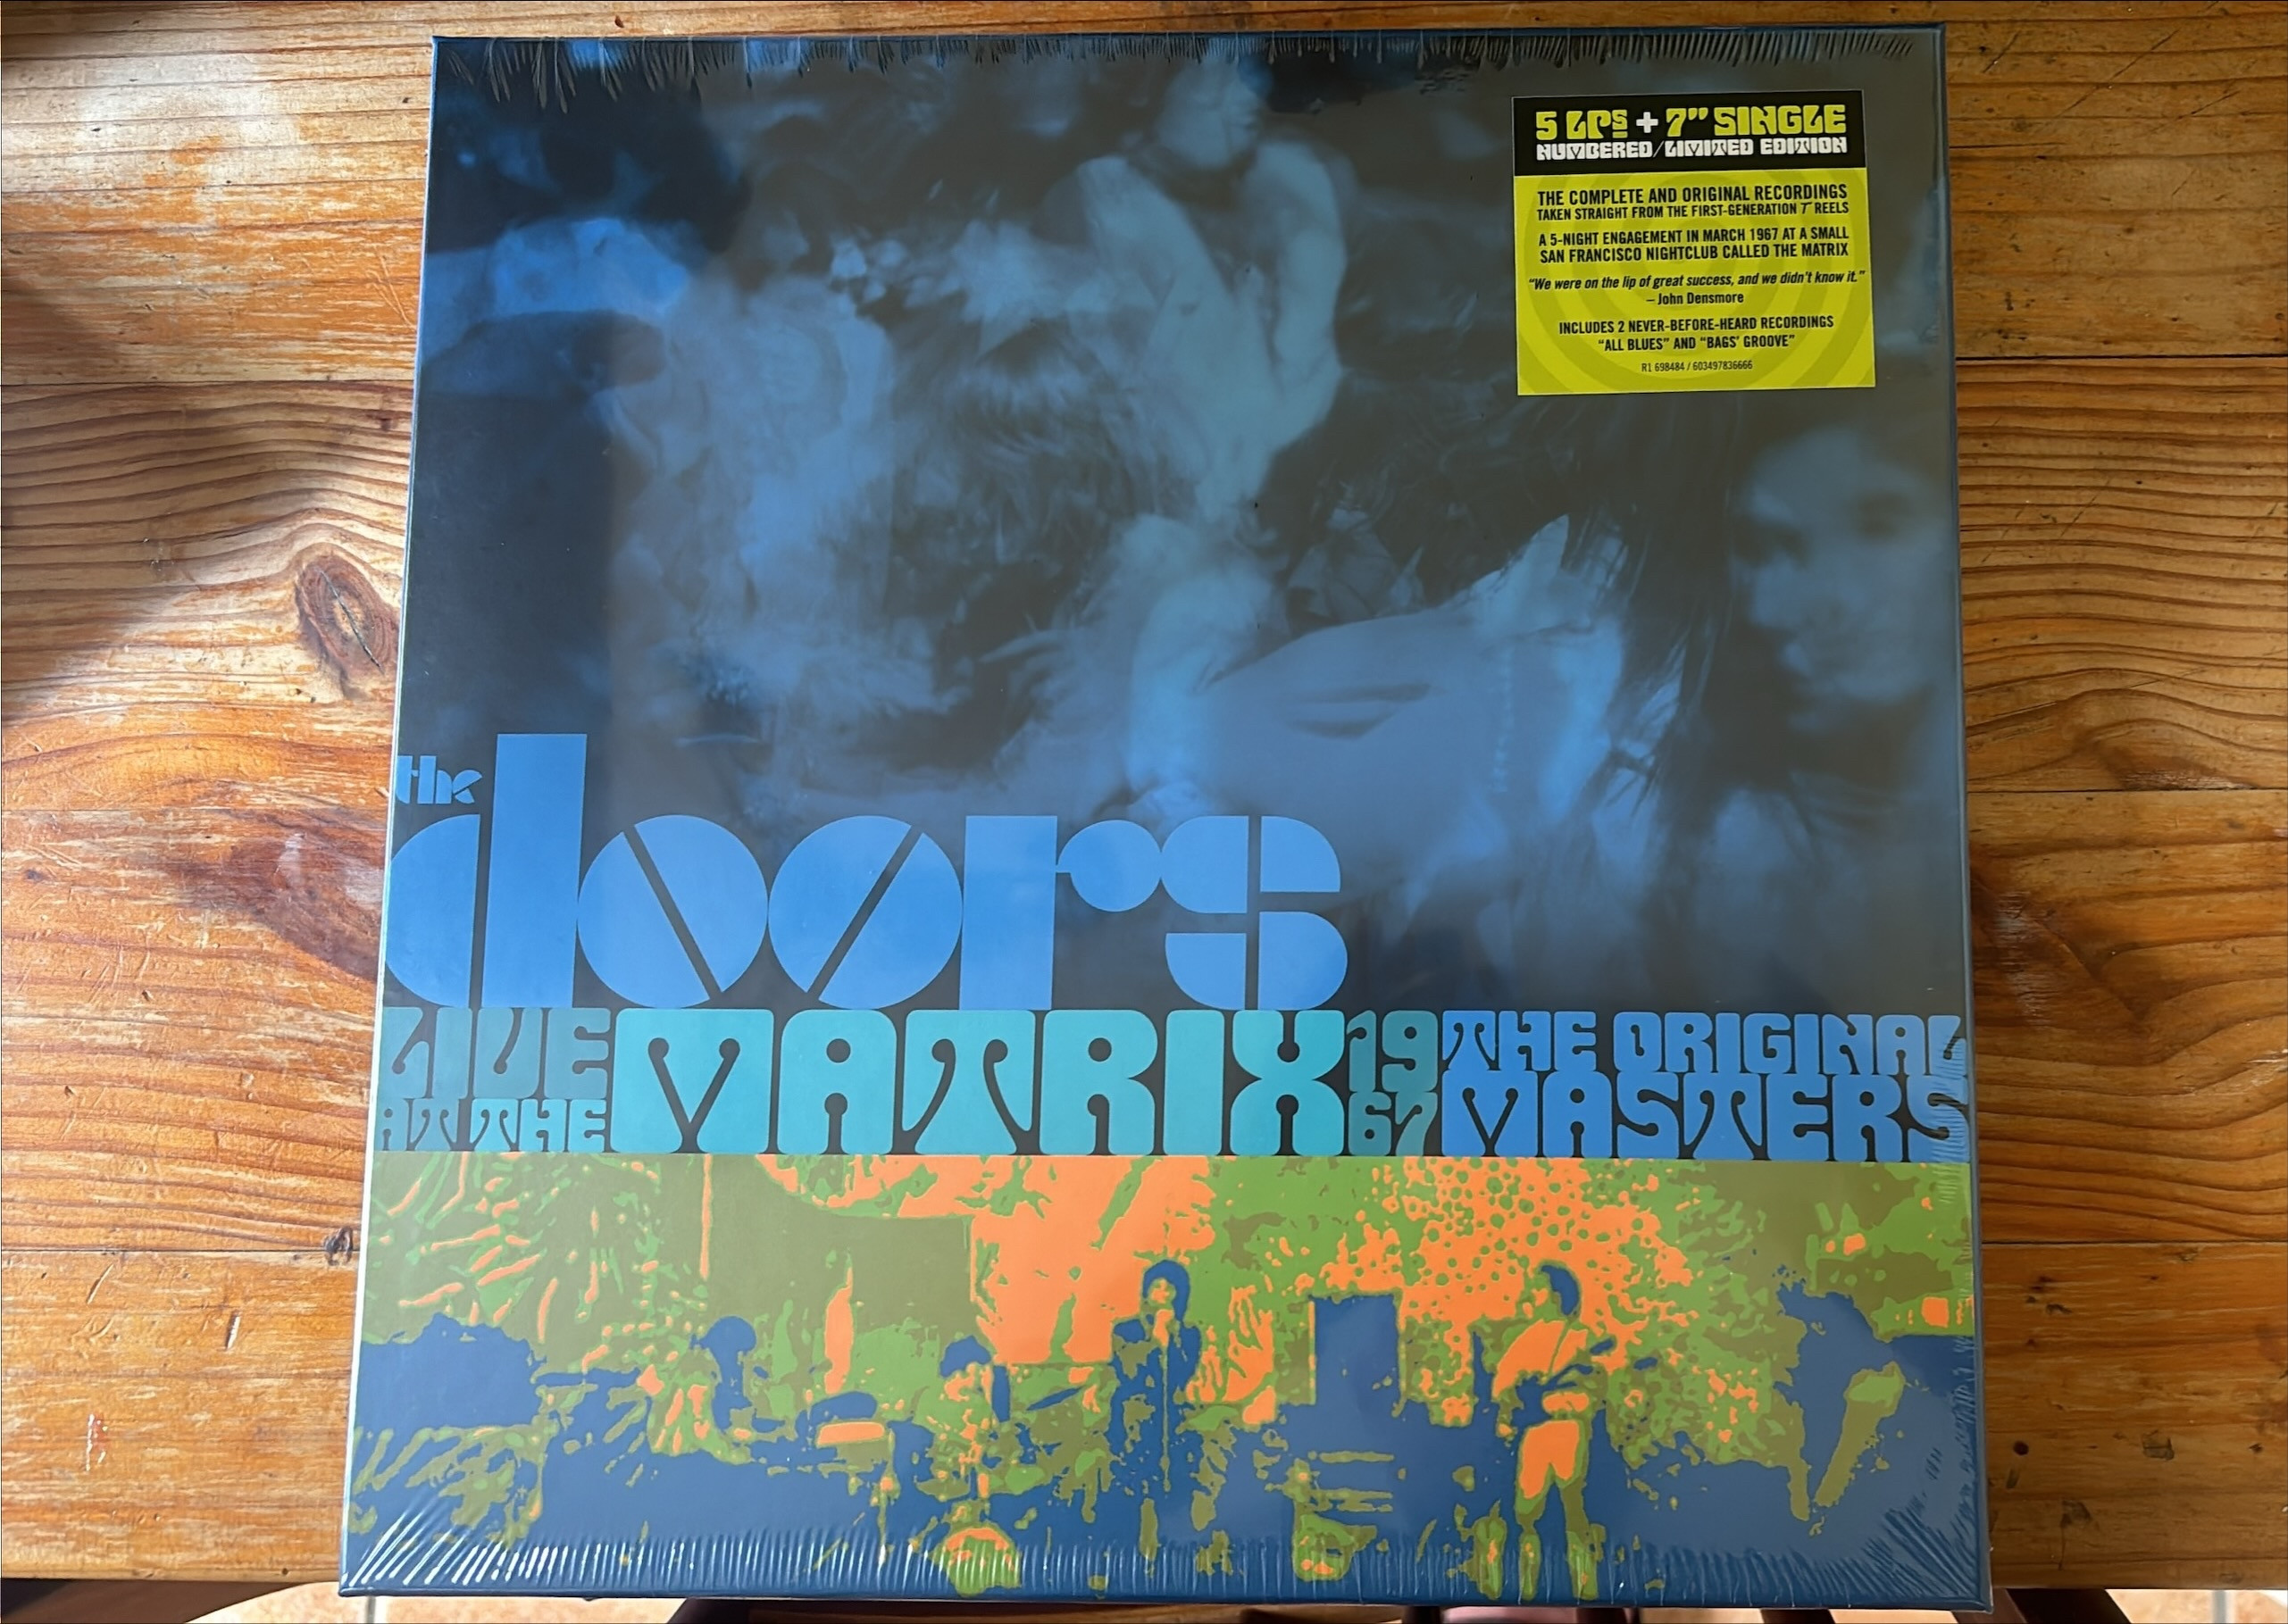 5 LPs + 7" SINGLE
NUMBERED/LIMITED EDITION
THE COMPLETE AND ORIGINAL RECORDINGS
TAKEN STRAIGHT FROM THE FIRST-GENERATION 7" REELS
A 5-NIGHT ENGAGEMENT IN MARCH 1967 AT A SMALL
SAN FRANCISCO NIGHTCLUB CALLED THE MATRIX
"We were on the lip of great success, and we didn't know it."
– John Densmore
INCLUDES 2 NEVER-BEFORE-HEARD RECORDINGS
"ALL BLUES" AND "BAGS' GROOVE"
R1 698484 / 603497836666
the
doors
LIVE
AT THE
MATRIX
19
67
THE ORIGINAL
MASTERS